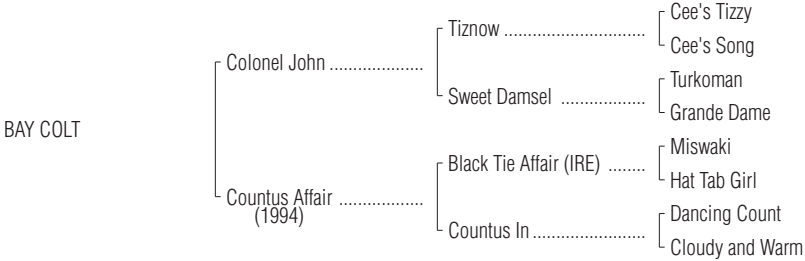 Cee's Tizzy
Tiznow ..............................
Cee's Song
Colonel John ....................
Turkoman
Sweet Damsel ..................
Grande Dame
BAY COLT
Miswaki
Black Tie Affair (IRE) ........
Hat Tab Girl
Countus Affair ..................
(1994)
Dancing Count
Countus In ........................
Cloudy and Warm